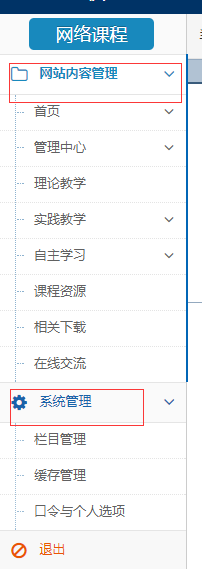 网络课程
网站内容管理
首页
管理中心
理论教学
实践教学
自主学习
课程资源
相关下载
在线交流
系统管理
栏目管理
缓存管理
口令与个人选项
退出